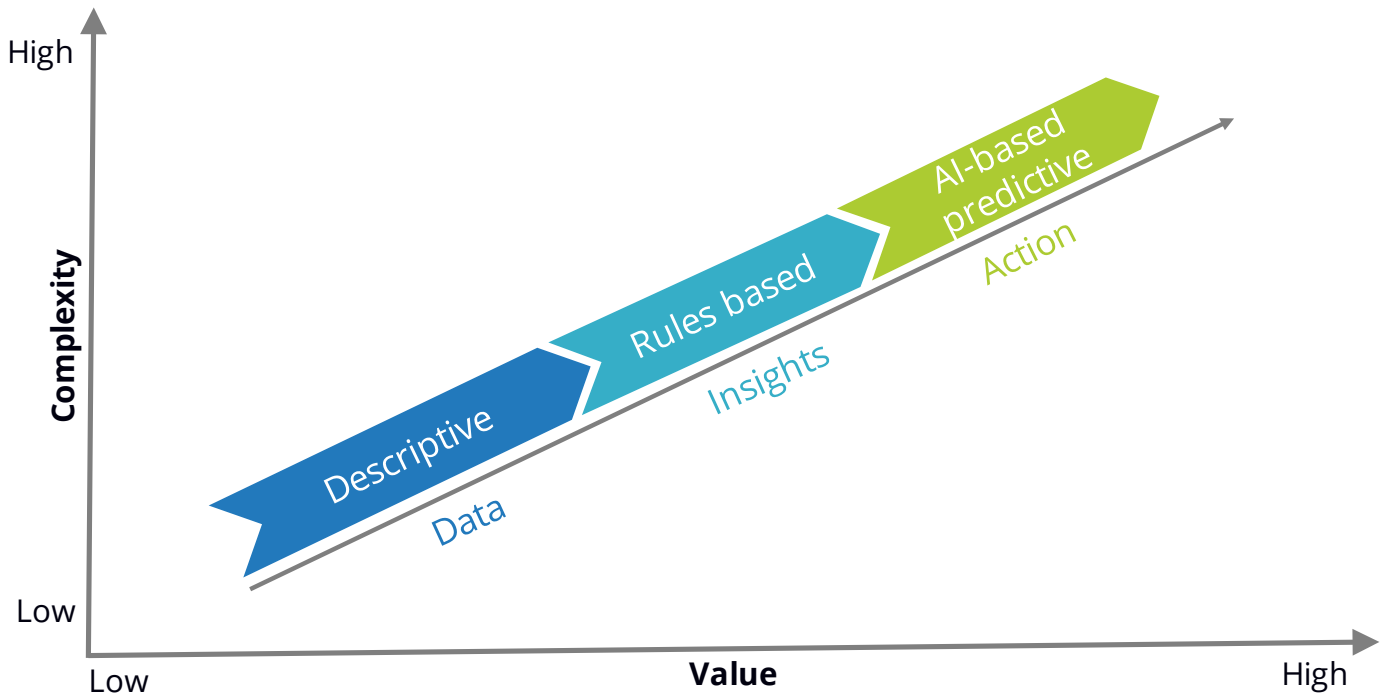 High
AI-based
predictive
Action
Rules based
Insights
Complexity
Descriptive
Data
Low
Low
Value
High